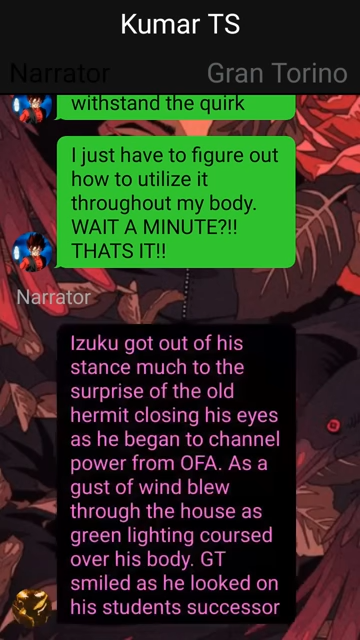 Kumar TS
Narrator
Gran Torino
withstand the quirk
I just have to figure out
how to utilize it
throughout my body.
WAIT A MINUTE?!!
THATS IT!!
Narrator
Izuku got out of his
stance much to the
surprise of the old
hermit closing his eyes
as he began to channel
power from OFA. As a
gust of wind blew
through the house as
green lighting coursed
over his body. GT
smiled as he looked on
his students successor